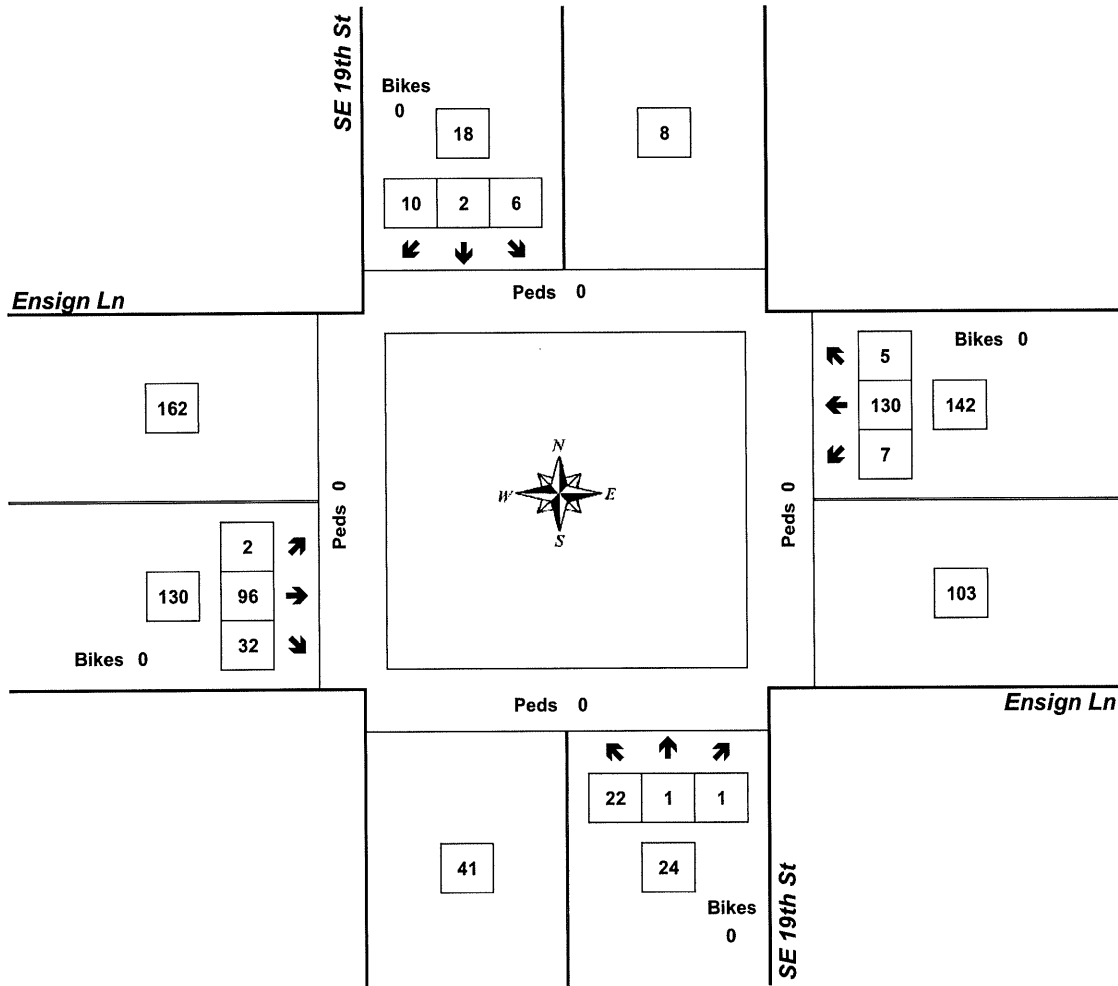 SE 19th St
Bikes
0
18
8
10 2 6
Peds 0
Ensign Ln
162
5
130
7
142
Bikes 0
Peds 0
N
W E
S
Peds 0
2
96
32
130
Bikes 0
103
Ensign Ln
Peds 0
22 1 1
41
24
Bikes
0
SE 19th St